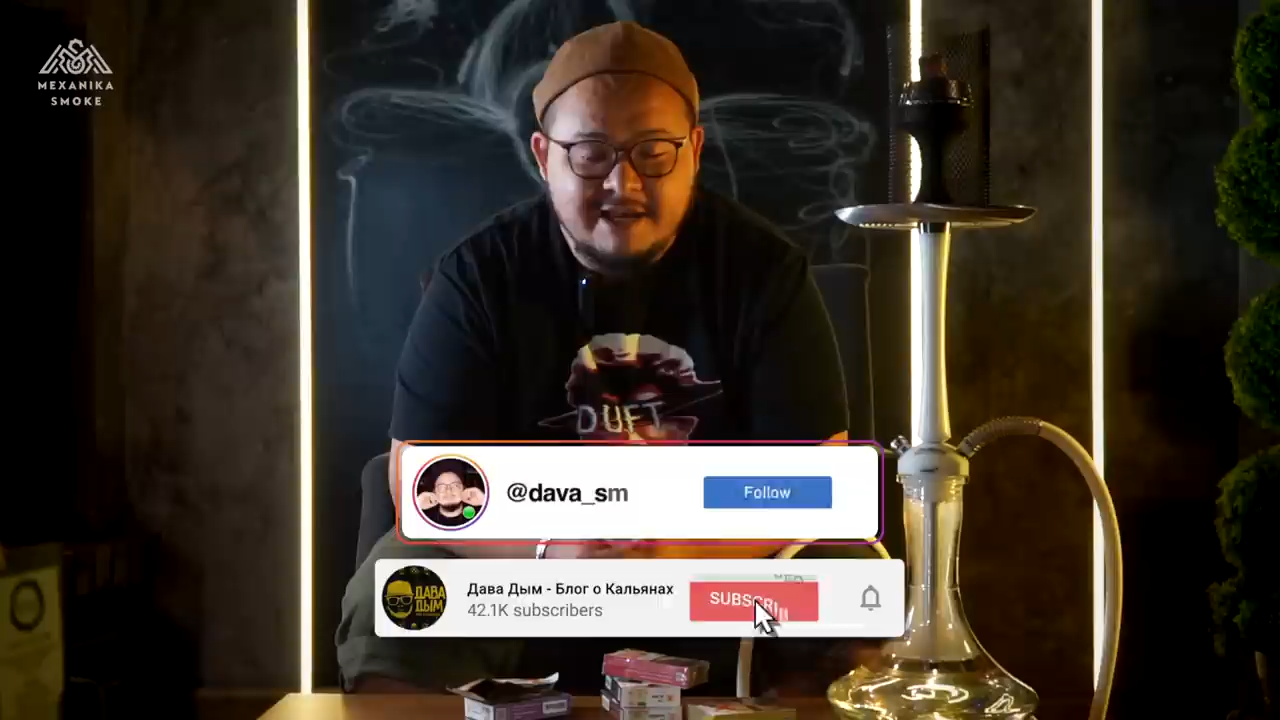 MEXANIKA
SMOKE
DUFT
@dava_sm
Follow
ДАВА
ДЫМ
Дава Дым - Блог о Кальянах
42.1K subscribers